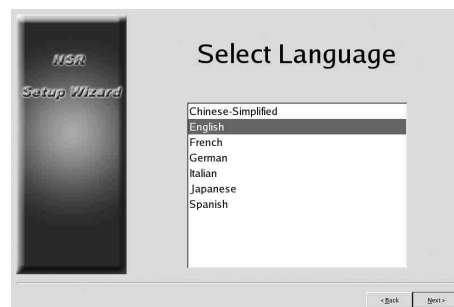 NSR
Setup Wizard
Select Language
Chinese-Simplified
English
French
German
Italian
Japanese
Spanish
< Back
Next >